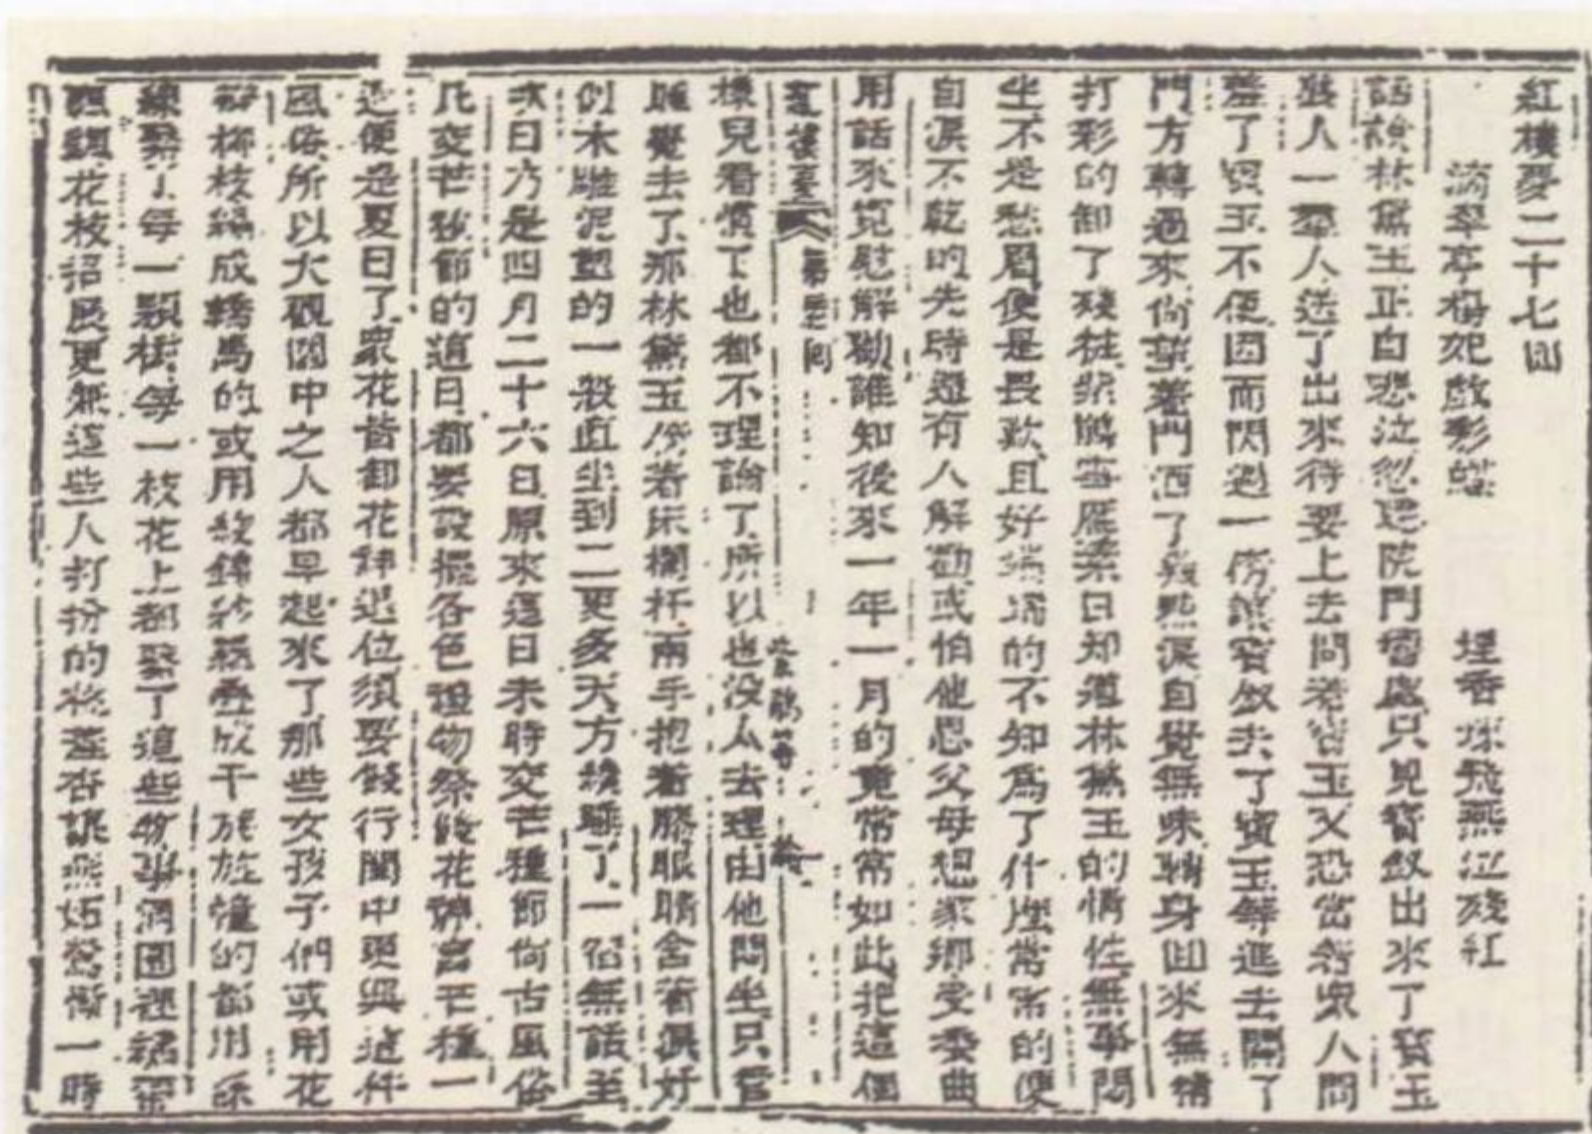 紅樓夢二十七回
滴翠亭楊妃戲彩蝶 埋香塚飛燕泣殘紅
話說林黛玉正自悲泣忽聽院門響處只見寶釵出來了寶玉
襲人一羣人送了出來待要上去問着寶玉又恐當着眾人問
羞了寶玉不便因而閃過一傍讓寶釵去了寶玉等進去關了
門方轉過來尚望着門洒了幾點淚自覺無味轉身回來無精
打彩的卸了殘粧紫鵑雪雁素日知道林黛玉的情性無事悶
坐不是愁眉便是長歎且好端端的不知為了什麼常常的便
自淚不乾的先時還有人解勸或怕他思父母想家鄉受委曲
用話來寬慰解勸誰知後來一年一月的竟常常如此把這個
紅樓夢 第二十七回
樣兒看慣了也都不理論了所以也没人去理由他悶坐只管
睡覺去了那林黛玉倚着床欄杆兩手抱着膝眼睛含着淚好
似木雕泥塑的一般直坐到二更多天方纔睡了一宿無話至
次日乃是四月二十六日原來這日未時交芒種節尚古風俗
凡交芒種節的這日都要設擺各色禮物祭餞花神言芒種一
過便是夏日了眾花皆卸花神退位須要餞行閨中更興這件
風俗所以大觀園中之人都早起來了那些女孩子們或用花
瓣柳枝編成轎馬的或用綾錦紗羅疊成干旄旌幢的都用綵
線繫了每一顆樹每一枝花上都繫了這些物事滿園裡繡帶
飄飄花枝招展更兼這些人打扮的桃羞杏讓燕妬鶯慚一時